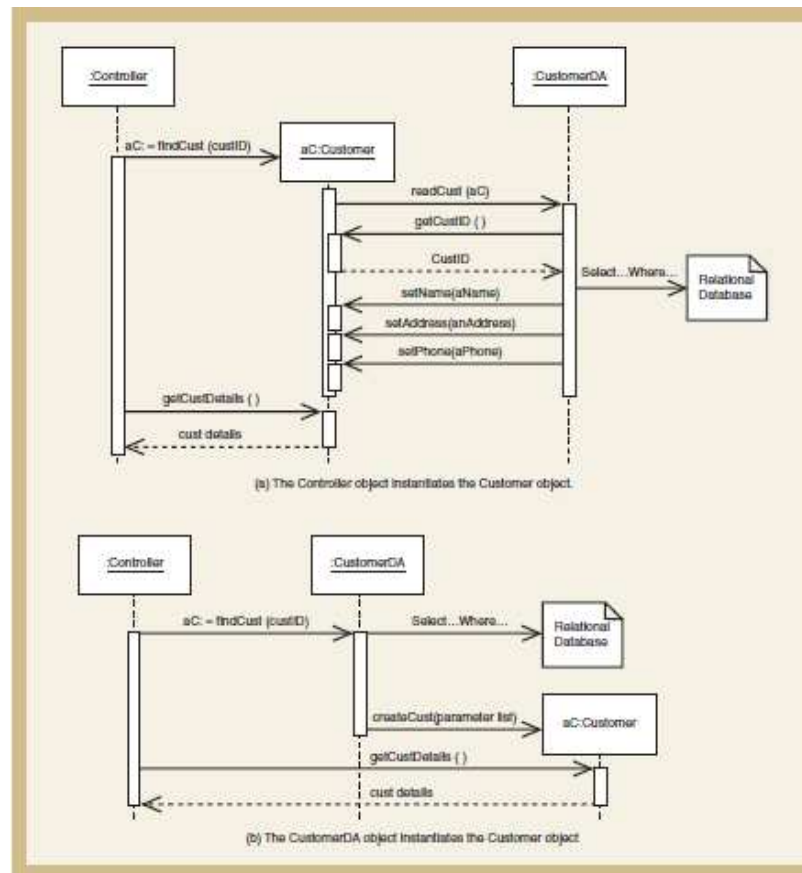 :Controller
:CustomerDA
aC: = findCust (custID)
aC:Customer
readCust (aC)
getCustID ( )
CustID
Select...Where...
Relational
Database
setName(aName)
setAddress(anAddress)
setPhone(aPhone)
getCustDetails ( )
cust details
(a) The Controller object instantiates the Customer object.
:Controller
:CustomerDA
aC: = findCust (custID)
Select...Where...
Relational
Database
createCust(parameter list)
aC:Customer
getCustDetails ( )
cust details
(b) The CustomerDA object instantiates the Customer object